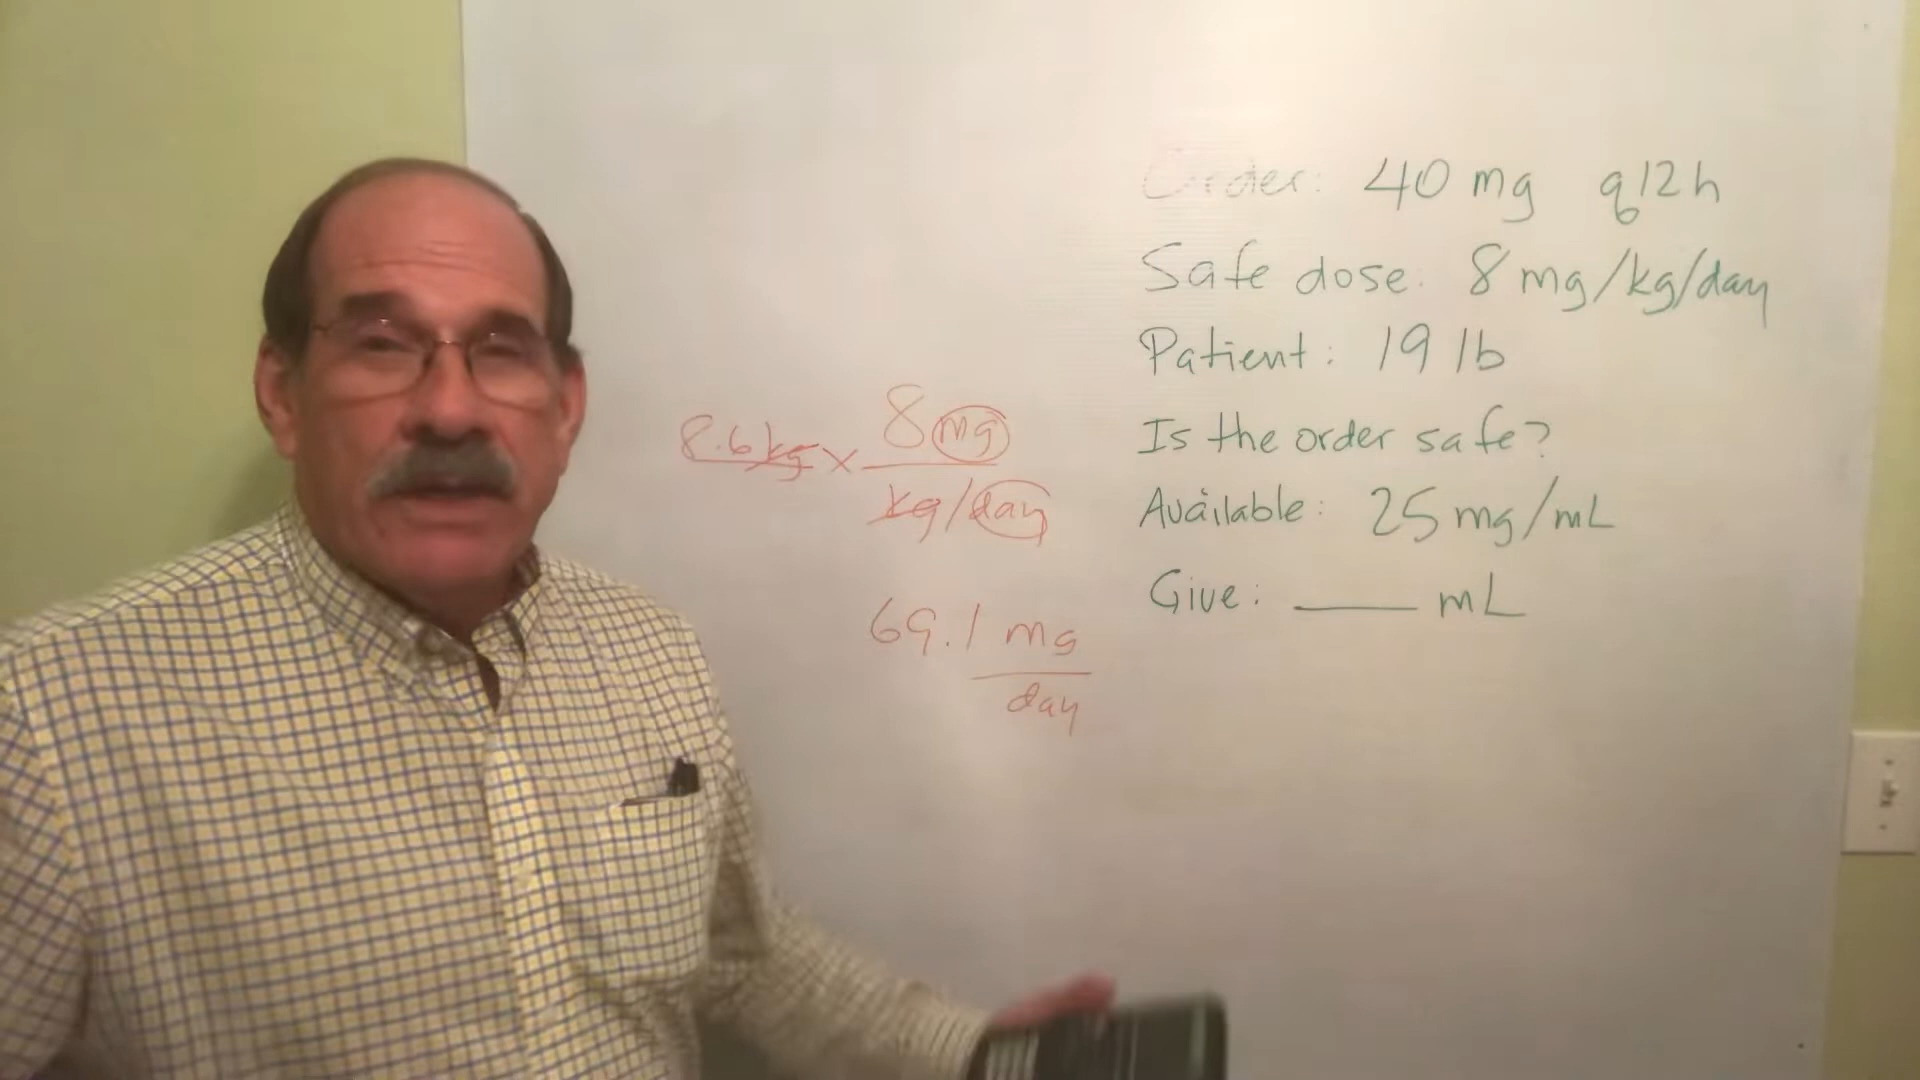 Order: 40 mg q12h
Safe dose: 8 mg/kg/day
Patient: 19 lb
Is the order safe?
Available: 25 mg/mL
Give: ____ mL
8.6 kg x 8 mg
kg/day
69.1 mg
day